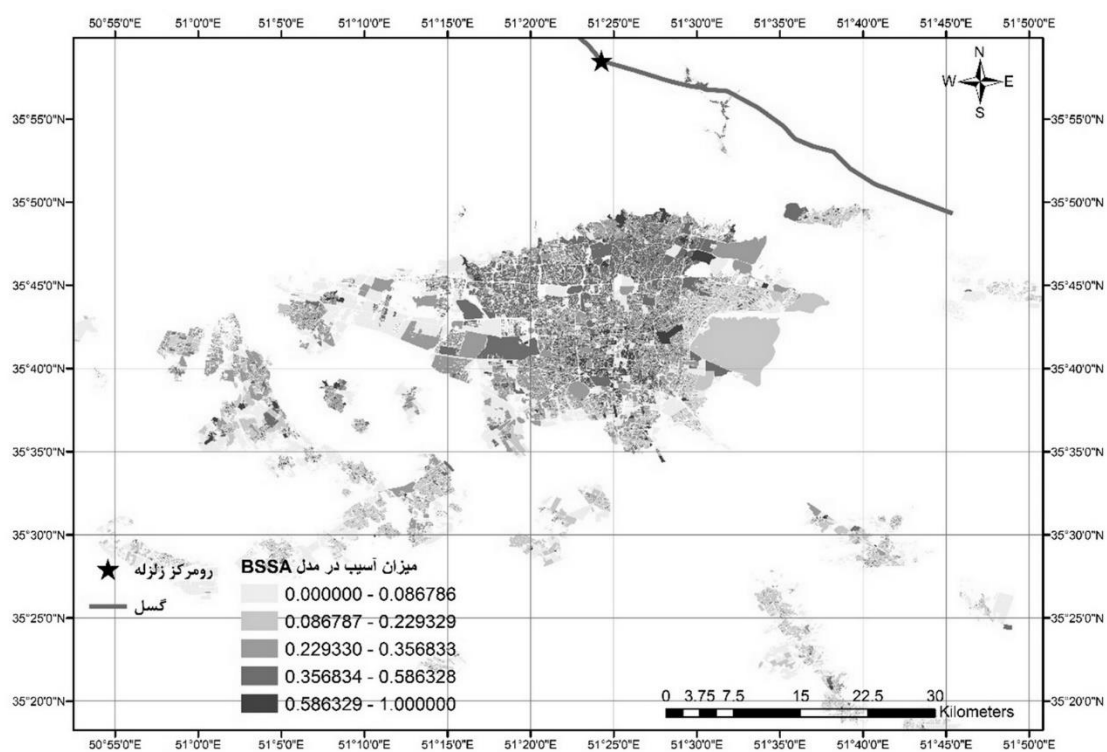 50°55'0"E 51°0'0"E 51°5'0"E 51°10'0"E 51°15'0"E 51°20'0"E 51°25'0"E 51°30'0"E 51°35'0"E 51°40'0"E 51°45'0"E 51°50'0"E
N
W E
S
35°55'0"N 35°55'0"N
35°50'0"N 35°50'0"N
35°45'0"N 35°45'0"N
35°40'0"N 35°40'0"N
35°35'0"N 35°35'0"N
35°30'0"N 35°30'0"N
میزان آسیب در مدل BSSA
رومرکز زلزله
0.000000 - 0.086786
گسل
0.086787 - 0.229329
35°25'0"N 35°25'0"N
0.229330 - 0.356833
0.356834 - 0.586328
0.586329 - 1.000000
35°20'0"N 35°20'0"N
0 3.75 7.5 15 22.5 30
Kilometers
50°55'0"E 51°0'0"E 51°5'0"E 51°10'0"E 51°15'0"E 51°20'0"E 51°25'0"E 51°30'0"E 51°35'0"E 51°40'0"E 51°45'0"E 51°50'0"E